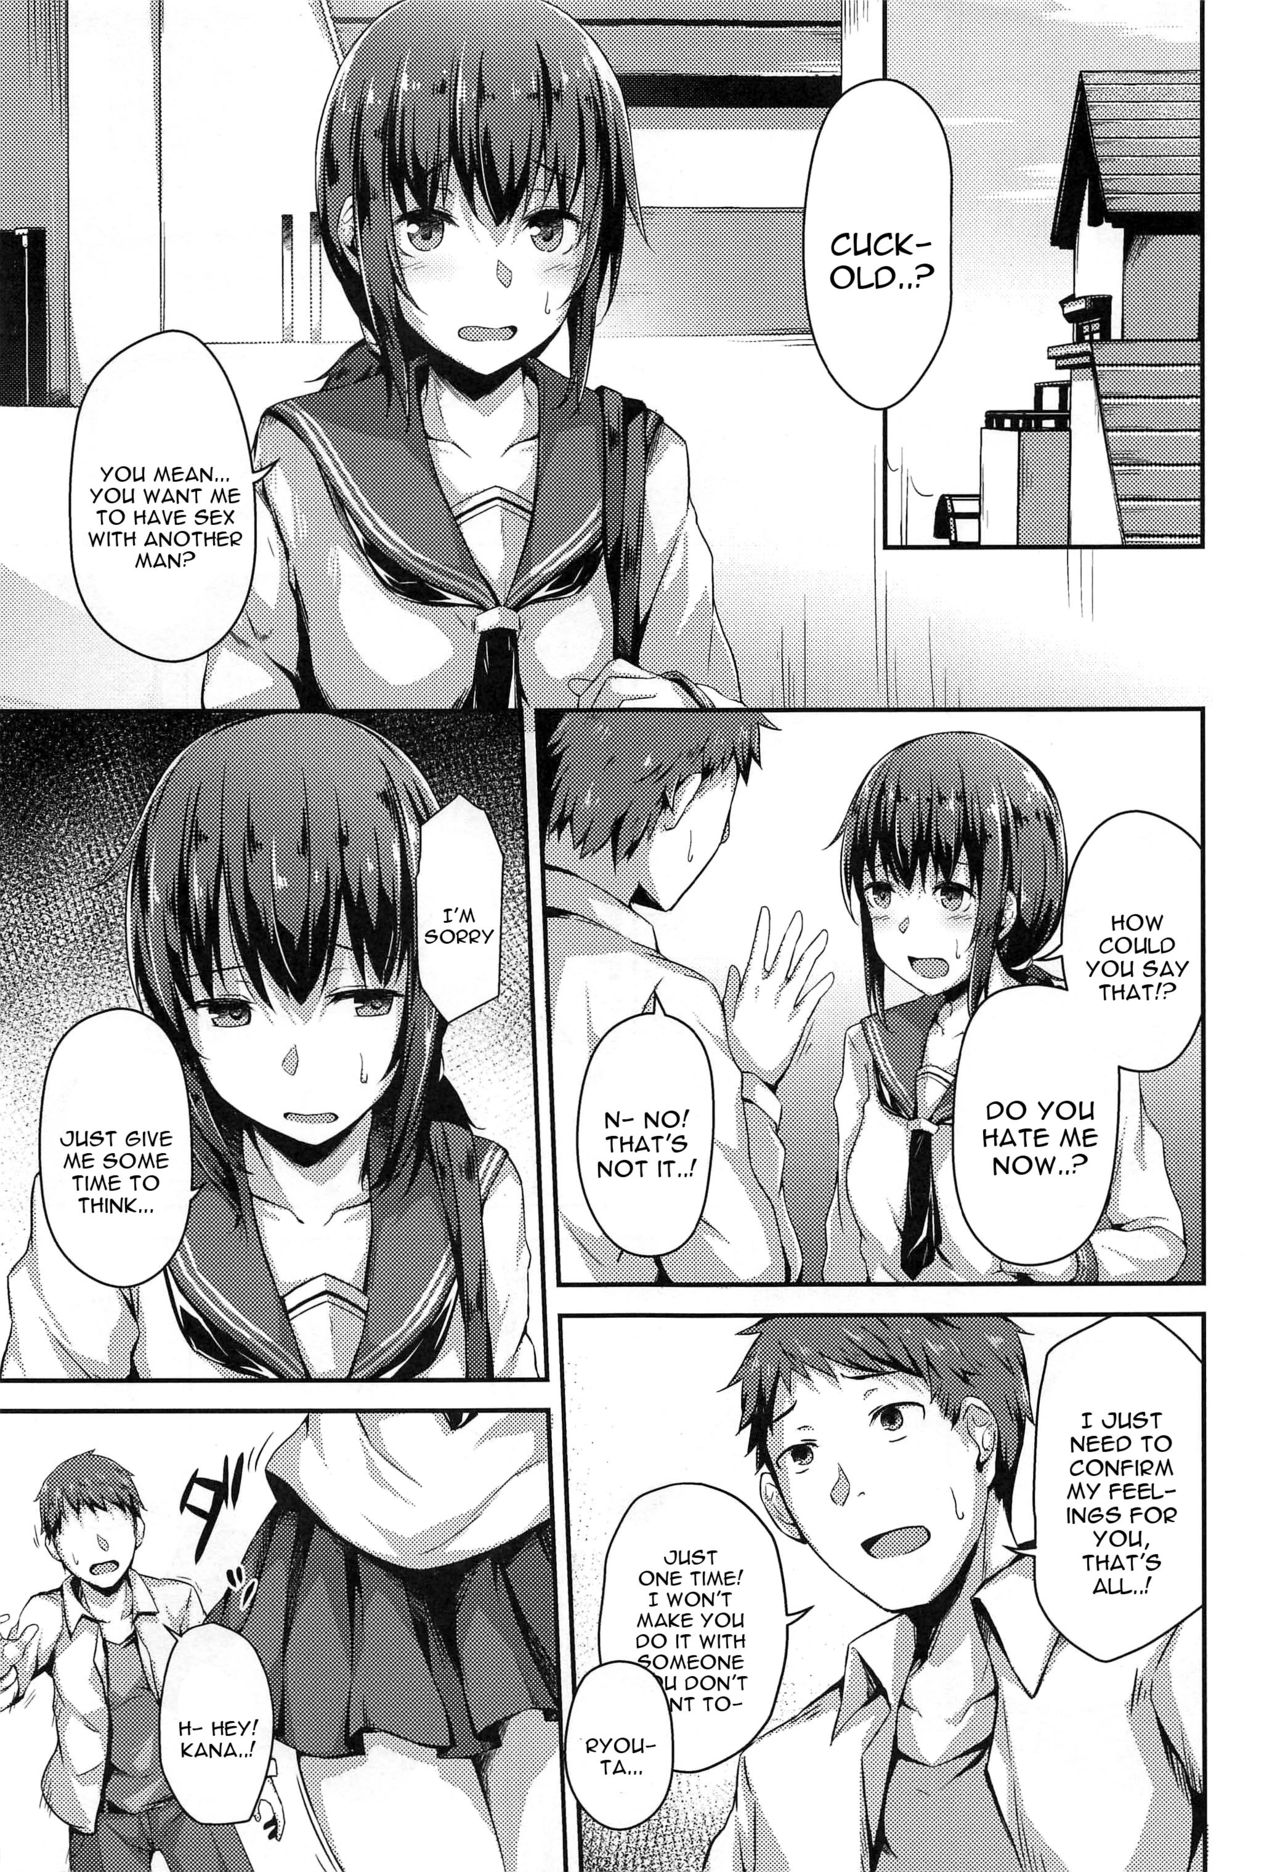 CUCK-
OLD..?
YOU MEAN...
YOU WANT ME
TO HAVE SEX
WITH ANOTHER
MAN?
HOW
COULD
YOU SAY
THAT!?
DO YOU
HATE ME
NOW..?
N- NO!
THAT'S
NOT IT..!
I JUST
NEED TO
CONFIRM
MY FEEL-
INGS FOR
YOU,
THAT'S
ALL..!
JUST
ONE TIME!
I WON'T
MAKE YOU
DO IT WITH
SOMEONE
DON'T
TO-
RYOU-
TA...
I'M
SORRY
JUST GIVE
ME SOME
TIME TO
THINK...
ダッ
H- HEY!
KANA..!